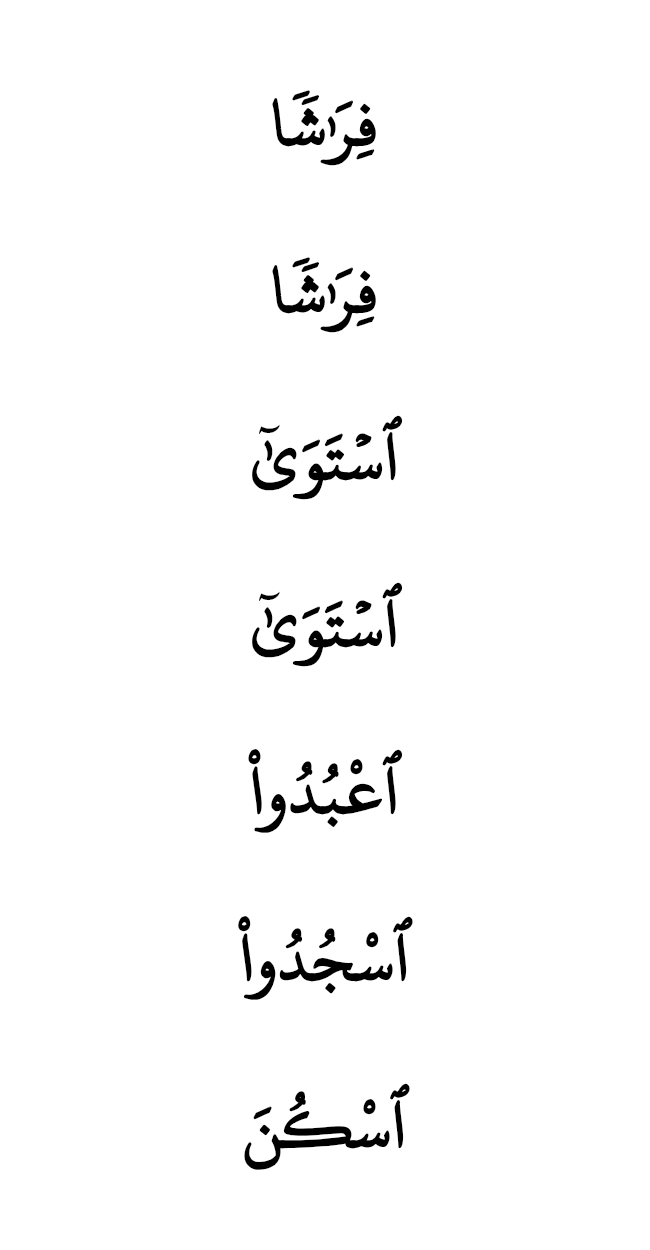 فِرَٰشَٗا
فِرَٰشَٗا
ٱسۡتَوَىٰٓ
ٱسۡتَوَىٰٓ
ٱعْبُدُواْ
ٱسْجُدُواْ
ٱسْكُنَ